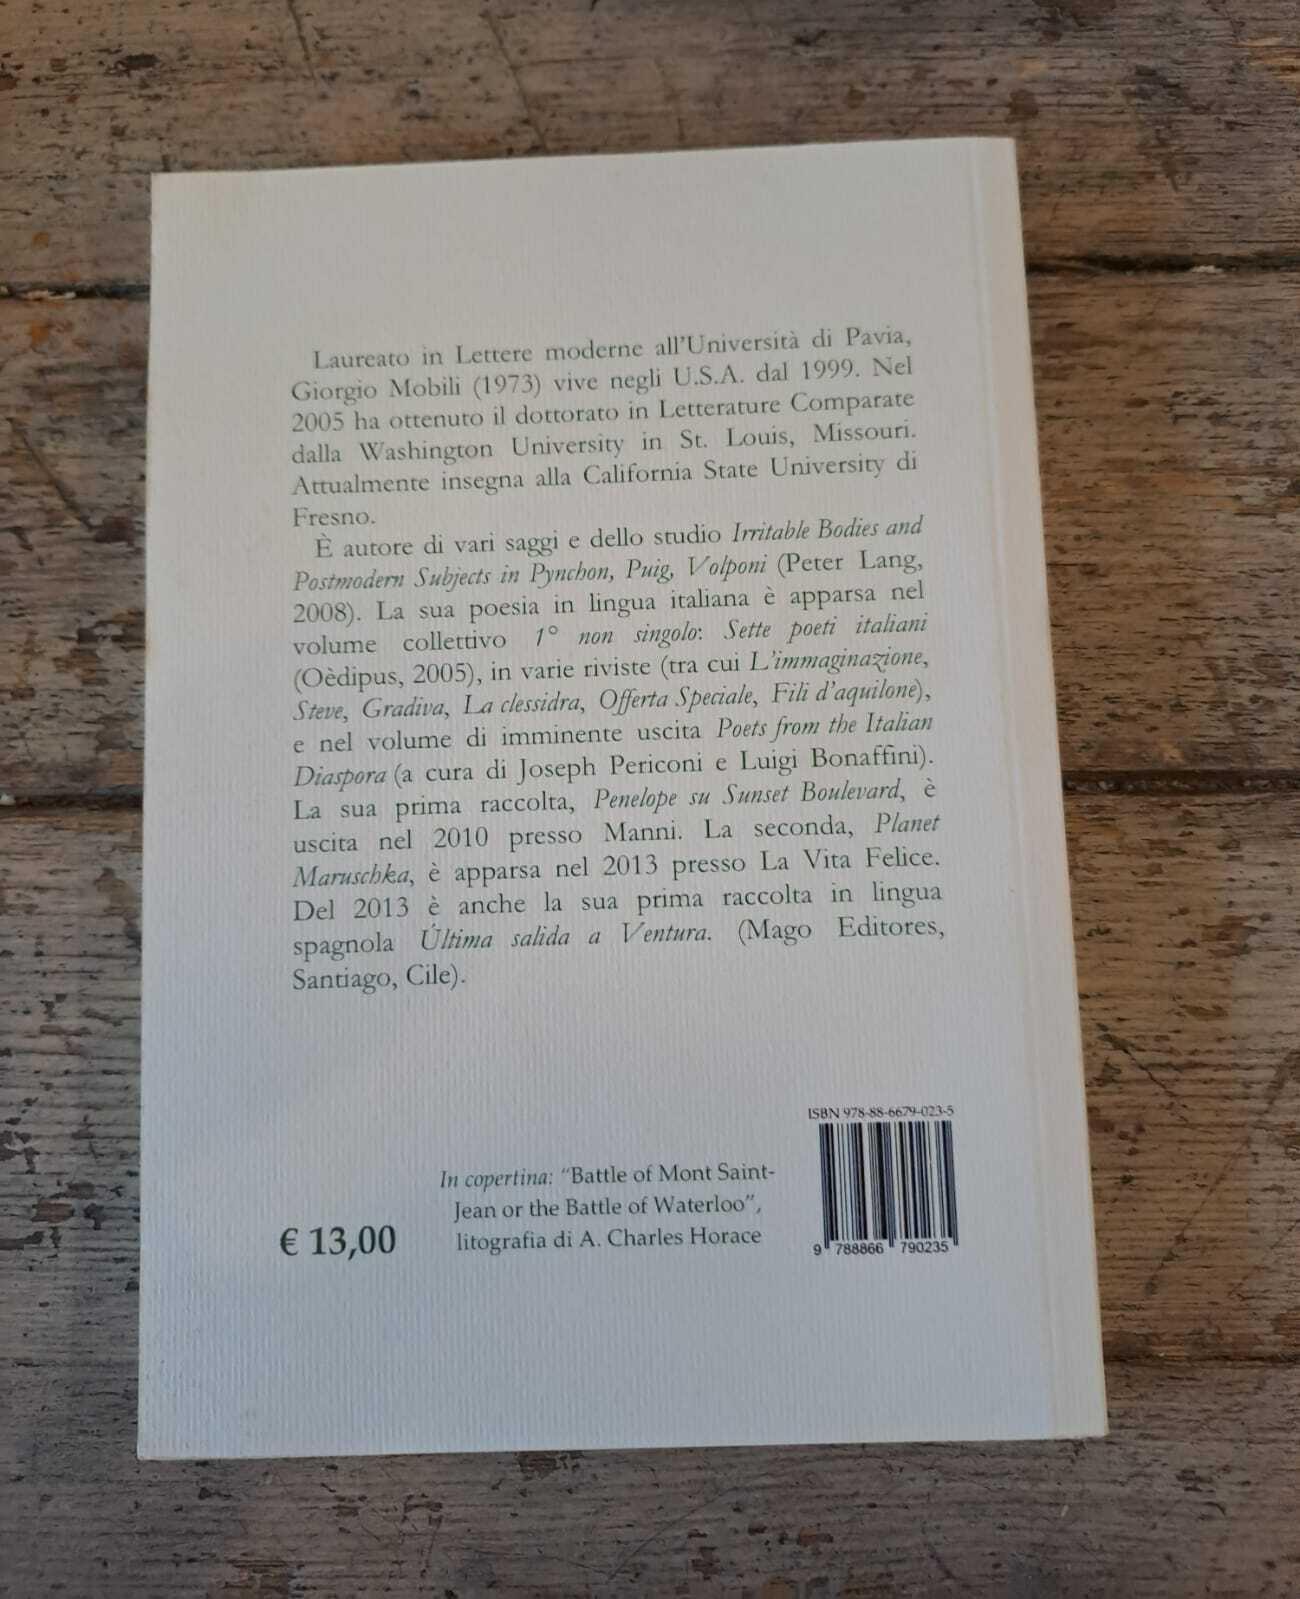 Laureato in Lettere moderne all'Università di Pavia,
Giorgio Mobili (1973) vive negli U.S.A. dal 1999. Nel
2005 ha ottenuto il dottorato in Letterature Comparate
dalla Washington University in St. Louis, Missouri.
Attualmente insegna alla California State University di
Fresno.
È autore di vari saggi e dello studio Irritable Bodies and
Postmodern Subjects in Pynchon, Puig, Volponi (Peter Lang,
2008). La sua poesia in lingua italiana è apparsa nel
volume collettivo 1° non singolo: Sette poeti italiani
(Oèdipus, 2005), in varie riviste (tra cui L'immaginazione,
Steve, Gradiva, La clessidra, Offerta Speciale, Fili d'aquilone),
e nel volume di imminente uscita Poets from the Italian
Diaspora (a cura di Joseph Periconi e Luigi Bonaffini).
La sua prima raccolta, Penelope su Sunset Boulevard, è
uscita nel 2010 presso Manni. La seconda, Planet
Maruschka, è apparsa nel 2013 presso La Vita Felice.
Del 2013 è anche la sua prima raccolta in lingua
spagnola Última salida a Ventura. (Mago Editores,
Santiago, Cile).
ISBN 978-88-6679-023-5
In copertina: "Battle of Mont Saint-
Jean or the Battle of Waterloo",
litografia di A. Charles Horace
€ 13,00
9 788866 790235